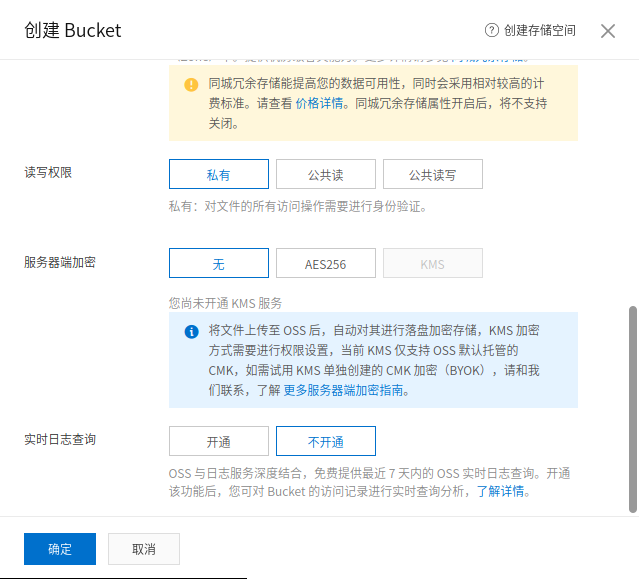 创建 Bucket
创建存储空间
同城冗余存储能提高您的数据可用性，同时会采用相对较高的计
费标准。请查看 价格详情。同城冗余存储属性开启后，将不支持
关闭。
读写权限
私有
公共读
公共读写
私有：对文件的所有访问操作需要进行身份验证。
服务器端加密
无
AES256
KMS
您尚未开通 KMS 服务
将文件上传至 OSS 后，自动对其进行落盘加密存储，KMS 加密
方式需要进行权限设置，当前 KMS 仅支持 OSS 默认托管的
CMK，如需试用 KMS 单独创建的 CMK 加密（BYOK），请和我
们联系，了解 更多服务器端加密指南。
实时日志查询
开通
不开通
OSS 与日志服务深度结合，免费提供最近 7 天内的 OSS 实时日志查询。开通
该功能后，您可对 Bucket 的访问记录进行实时查询分析，了解详情。
确定
取消